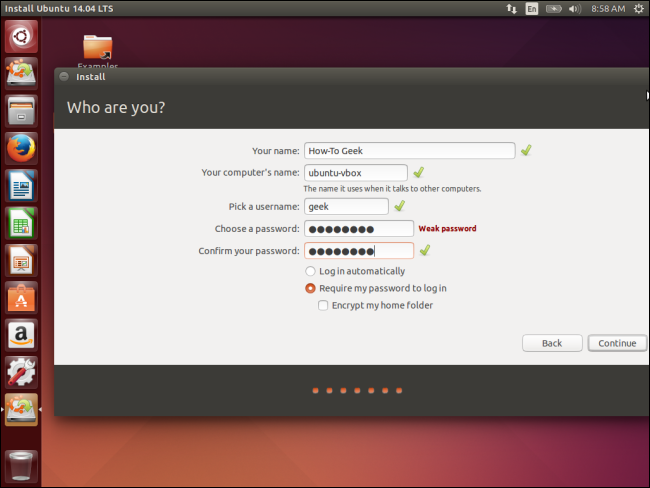 Install Ubuntu 14.04 LTS
En
8:58 AM
Examples
Install
Who are you?
Your name: How-To Geek
Your computer's name: ubuntu-vbox
The name it uses when it talks to other computers.
Pick a username: geek
Choose a password: ●●●●●●●● Weak password
Confirm your password: ●●●●●●●●
Log in automatically
Require my password to log in
Encrypt my home folder
Back
Continue